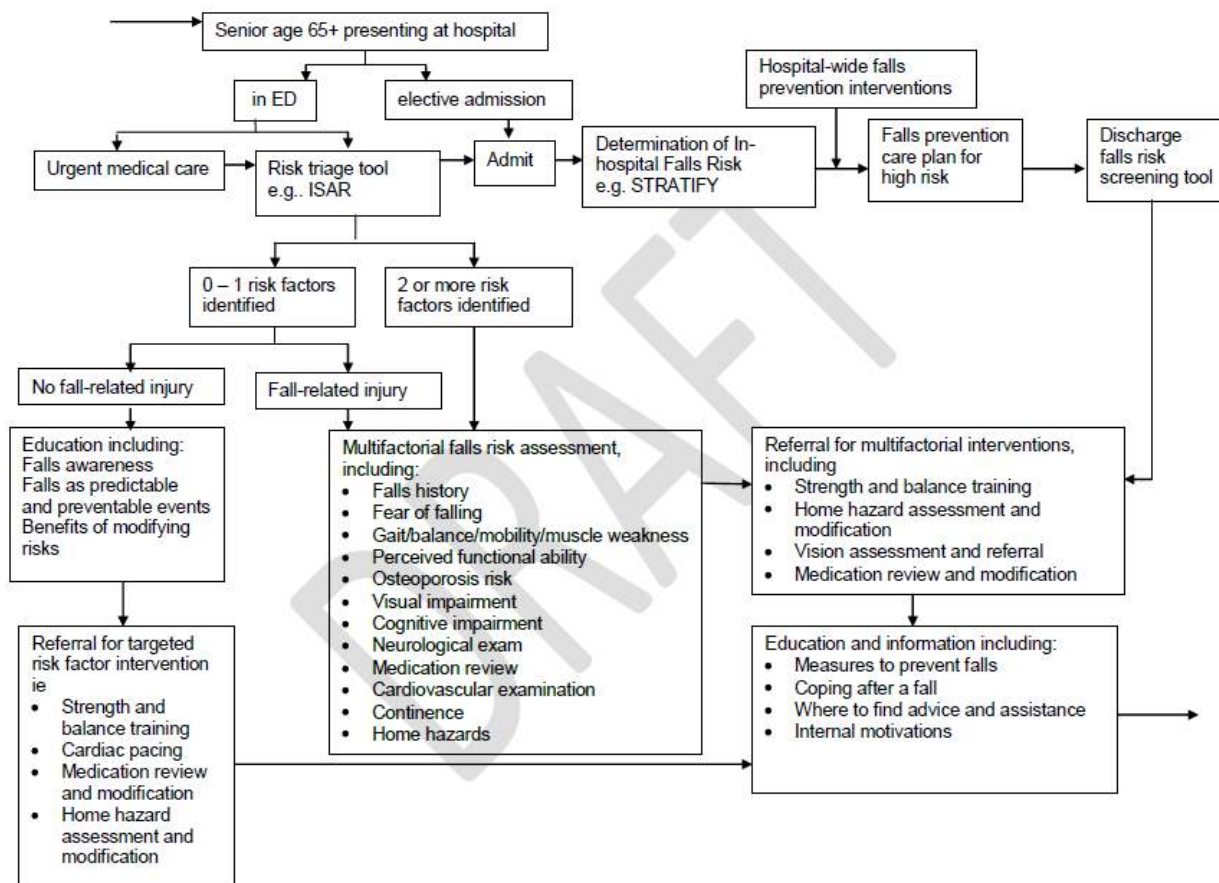 Senior age 65+ presenting at hospital
in ED
elective admission
Hospital-wide falls
prevention interventions
Urgent medical care
Risk triage tool
e.g.. ISAR
Admit
Determination of In-
hospital Falls Risk
e.g. STRATIFY
Falls prevention
care plan for
high risk
Discharge
falls risk
screening tool
0 – 1 risk factors
identified
2 or more risk
factors identified
No fall-related injury
Fall-related injury
Education including:
Falls awareness
Falls as predictable
and preventable events
Benefits of modifying
risks
Multifactorial falls risk assessment,
including:
• Falls history
• Fear of falling
• Gait/balance/mobility/muscle weakness
• Perceived functional ability
• Osteoporosis risk
• Visual impairment
• Cognitive impairment
• Neurological exam
• Medication review
• Cardiovascular examination
• Continence
• Home hazards
Referral for multifactorial interventions,
including
• Strength and balance training
• Home hazard assessment and
modification
• Vision assessment and referral
• Medication review and modification
Referral for targeted
risk factor intervention
ie
• Strength and
balance training
• Cardiac pacing
• Medication review
and modification
• Home hazard
assessment and
modification
Education and information including:
• Measures to prevent falls
• Coping after a fall
• Where to find advice and assistance
• Internal motivations
DRAFT